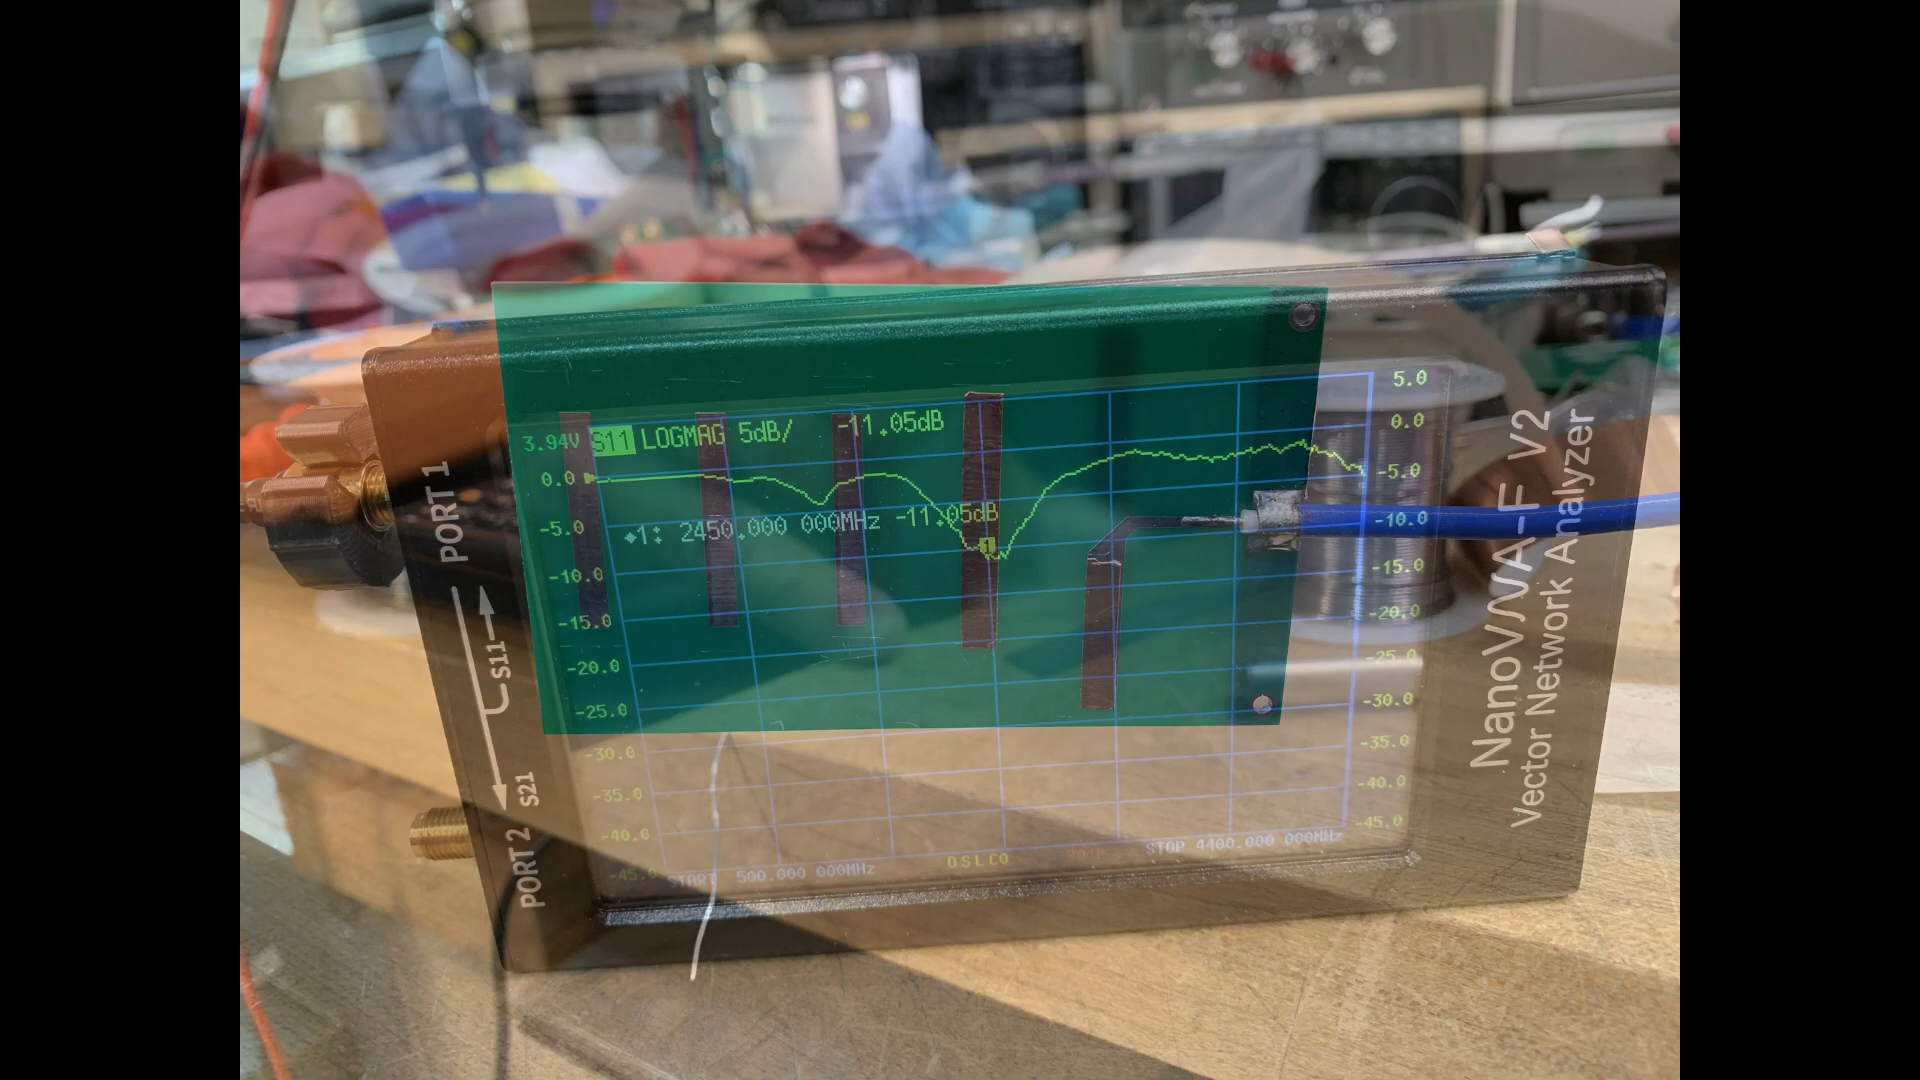 3.94V S11 LOGMAG 5dB/ -11.05dB
1: 2450.000 000MHz -11.05dB
0.0
-5.0
-10.0
-15.0
-20.0
-25.0
-30.0
-35.0
-40.0
-45.0
5.0
0.0
-5.0
-10.0
-15.0
-20.0
-25.0
-30.0
-35.0
-40.0
-45.0
1
START 500.000 000MHz
OSLC0
STOP 4400.000 000MHz
PORT 1
S11
S21
PORT 2
NanoVNA-F V2
Vector Network Analyzer